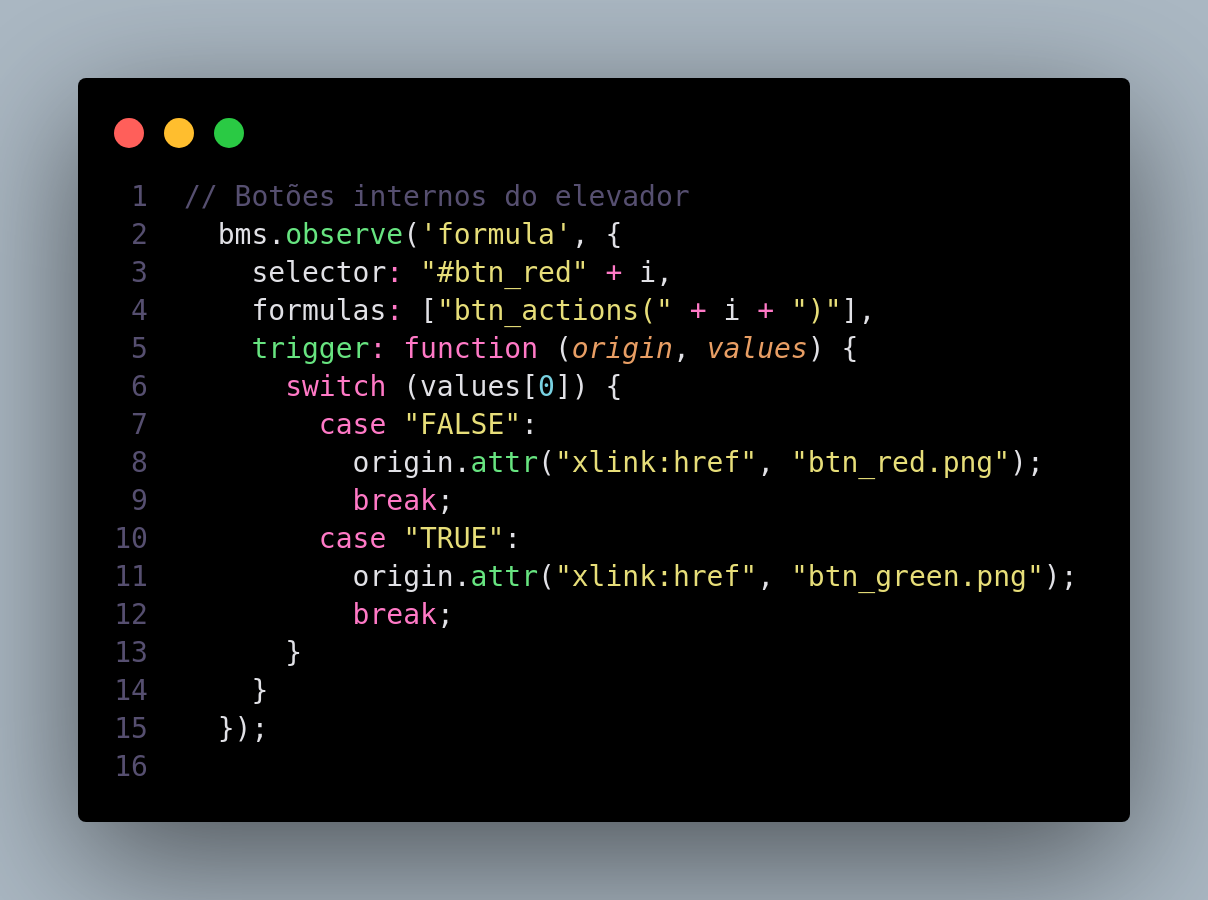 1 // Botões internos do elevador
2   bms.observe('formula', {
3     selector: "#btn_red" + i,
4     formulas: ["btn_actions(" + i + ")"],
5     trigger: function (origin, values) {
6       switch (values[0]) {
7         case "FALSE":
8           origin.attr("xlink:href", "btn_red.png");
9           break;
10         case "TRUE":
11           origin.attr("xlink:href", "btn_green.png");
12           break;
13       }
14     }
15   });
16